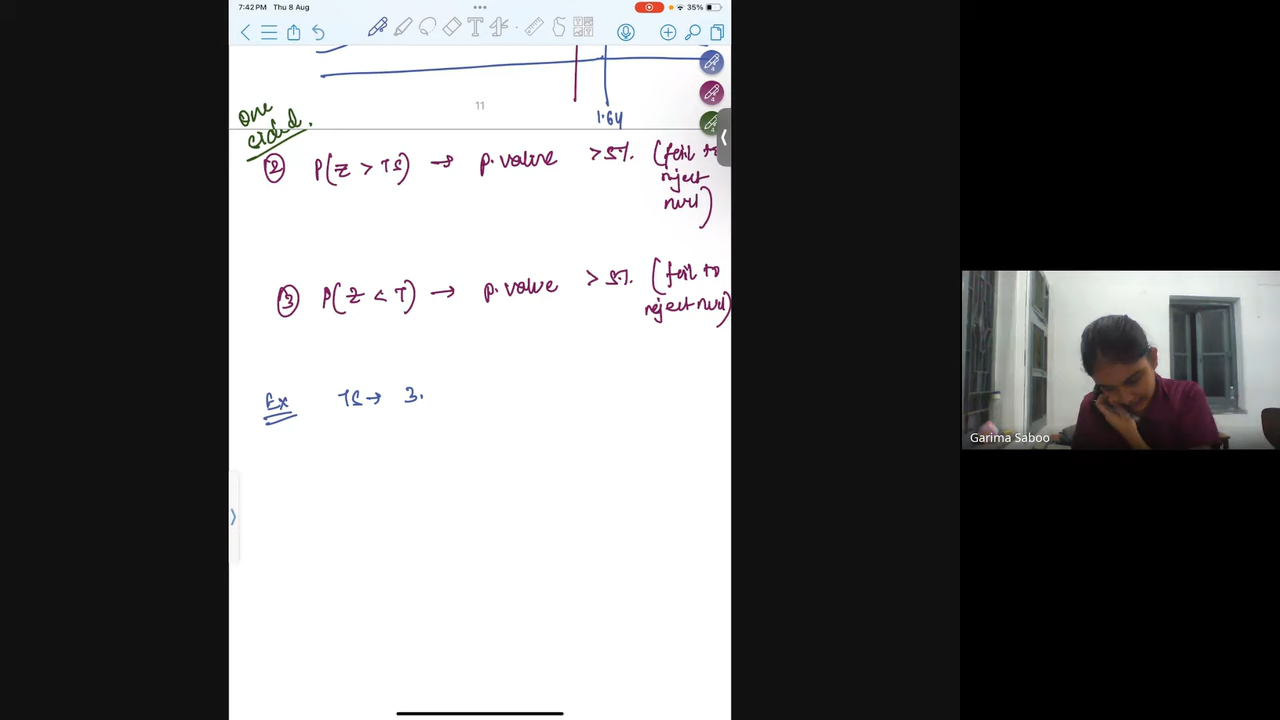 7:42 PM Thu 8 Aug
35%
11
1.64
One
sided.
② P(Z > TS) → p.value > 5%. (fail to
reject
null)
③ P(Z < T) → p.value > 5%. (fail to
reject null)
Ex TS → 3.
Garima Saboo